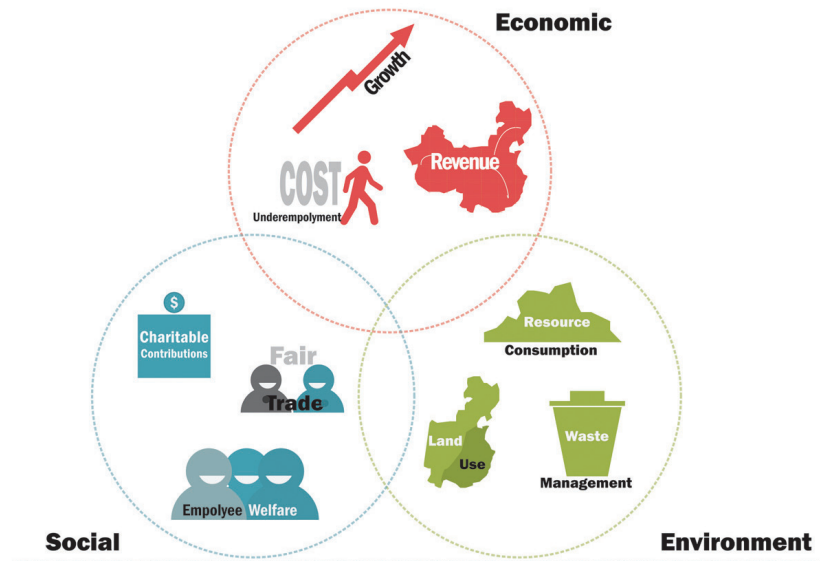 Economic
Growth
Revenue
COST
Underempolyment
$
Charitable
Contributions
Fair
Trade
Empolyee Welfare
Resource
Consumption
Land
Use
Waste
Management
Social
Environment